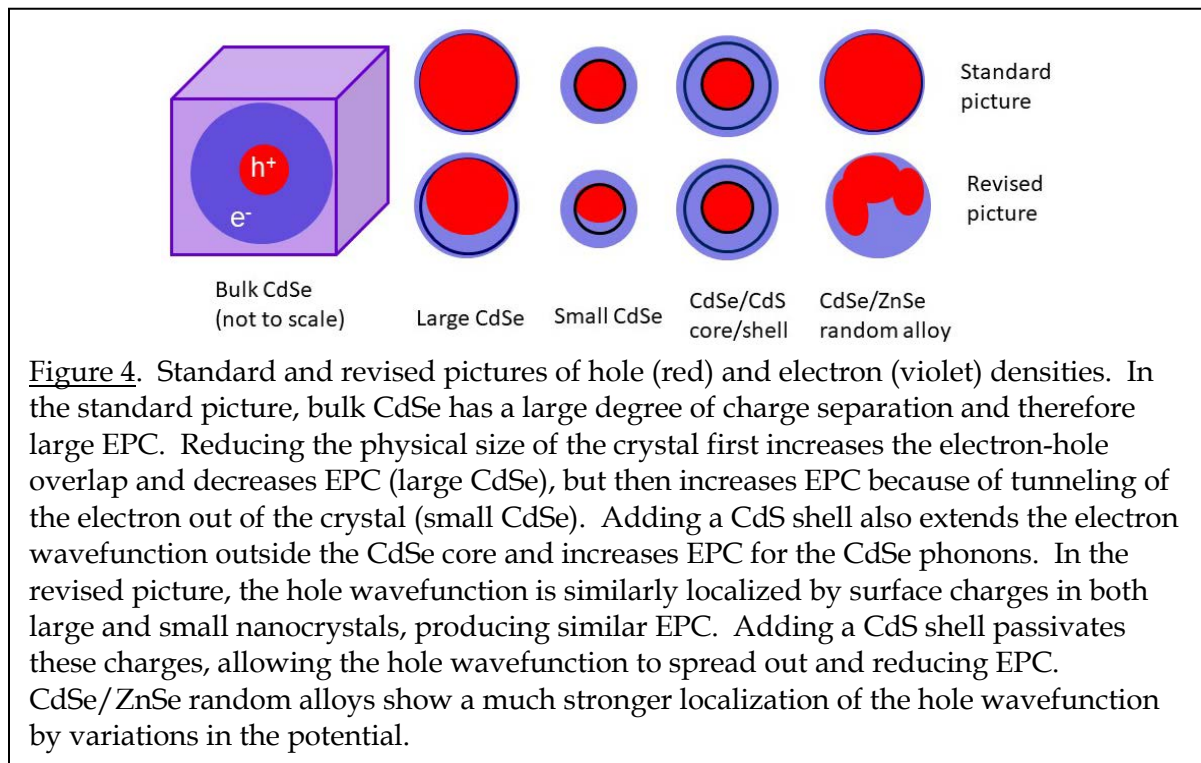 Standard
picture
h⁺
e⁻
Revised
picture
Bulk CdSe
(not to scale)
Large CdSe
Small CdSe
CdSe/CdS
core/shell
CdSe/ZnSe
random alloy
Figure 4.  Standard and revised pictures of hole (red) and electron (violet) densities.  In
the standard picture, bulk CdSe has a large degree of charge separation and therefore
large EPC.  Reducing the physical size of the crystal first increases the electron-hole
overlap and decreases EPC (large CdSe), but then increases EPC because of tunneling of
the electron out of the crystal (small CdSe).  Adding a CdS shell also extends the electron
wavefunction outside the CdSe core and increases EPC for the CdSe phonons.  In the
revised picture, the hole wavefunction is similarly localized by surface charges in both
large and small nanocrystals, producing similar EPC.  Adding a CdS shell passivates
these charges, allowing the hole wavefunction to spread out and reducing EPC.
CdSe/ZnSe random alloys show a much stronger localization of the hole wavefunction
by variations in the potential.